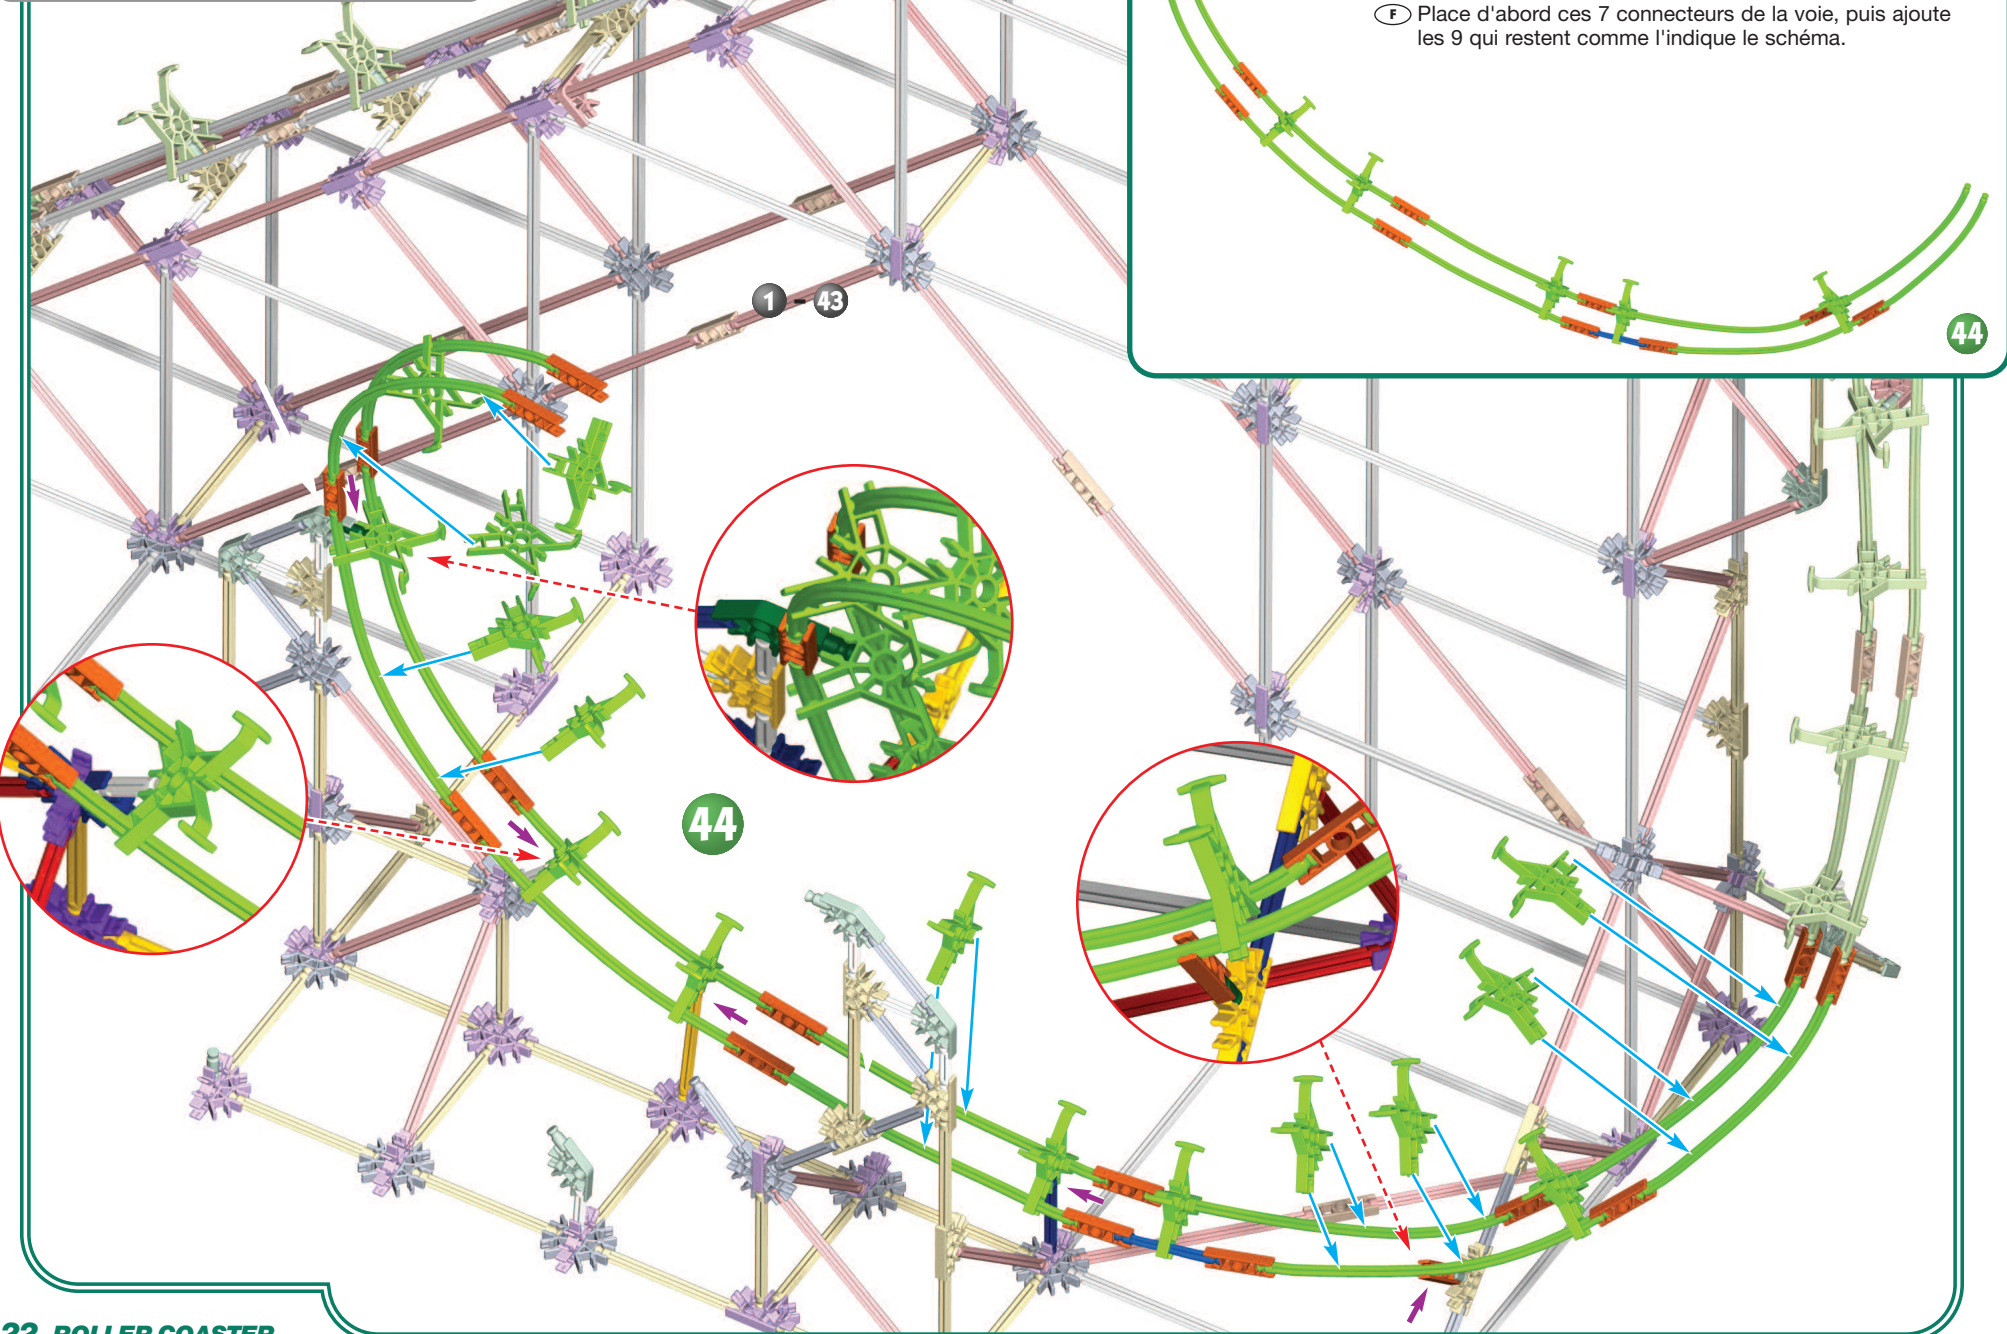 F Place d'abord ces 7 connecteurs de la voie, puis ajoute
les 9 qui restent comme l'indique le schéma.
44
1 - 43
44
ROLLER COASTER